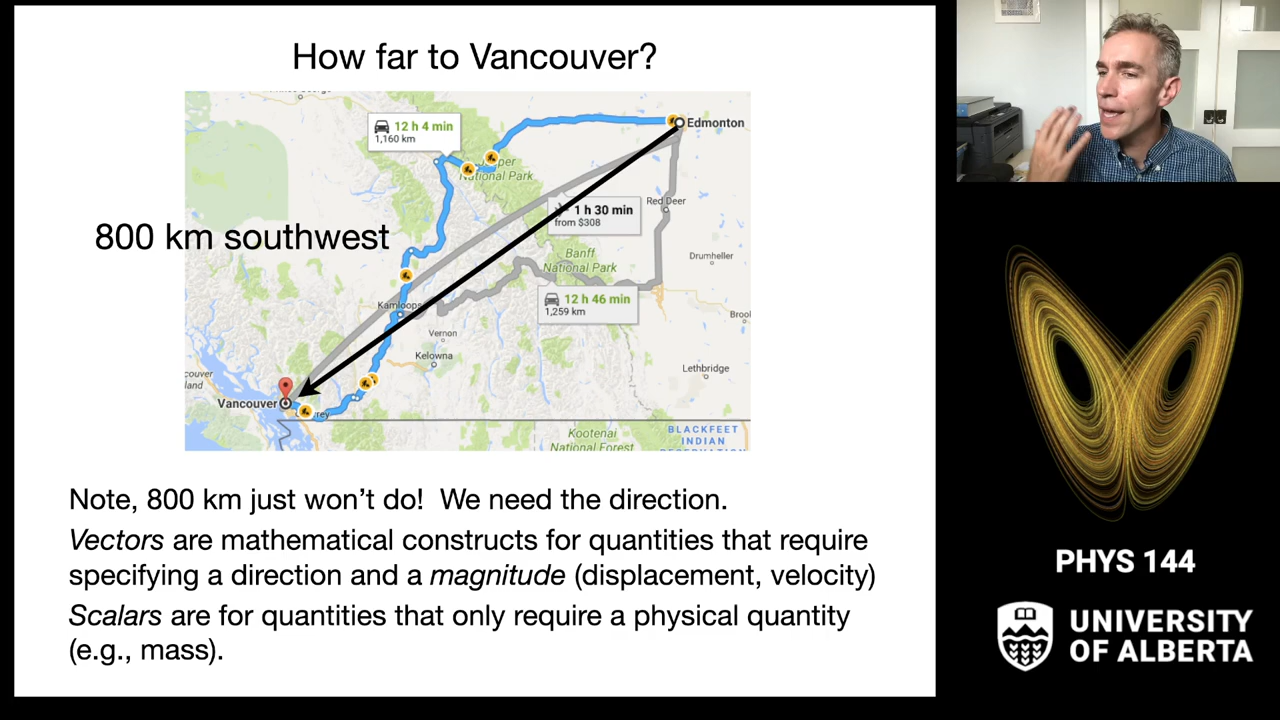 How far to Vancouver?
12 h 4 min
1,160 km
Edmonton
National Park
800 km southwest
1 h 30 min
from $308
Red Deer
Banff
National Park
Drumheller
12 h 46 min
1,259 km
Kamloops
Vernon
Kelowna
Lethbridge
Vancouver
Kootenai
National Forest
BLACKFEET
INDIAN
Note, 800 km just won’t do! We need the direction.
Vectors are mathematical constructs for quantities that require
specifying a direction and a magnitude (displacement, velocity)
Scalars are for quantities that only require a physical quantity
(e.g., mass).
PHYS 144
UNIVERSITY
OF ALBERTA